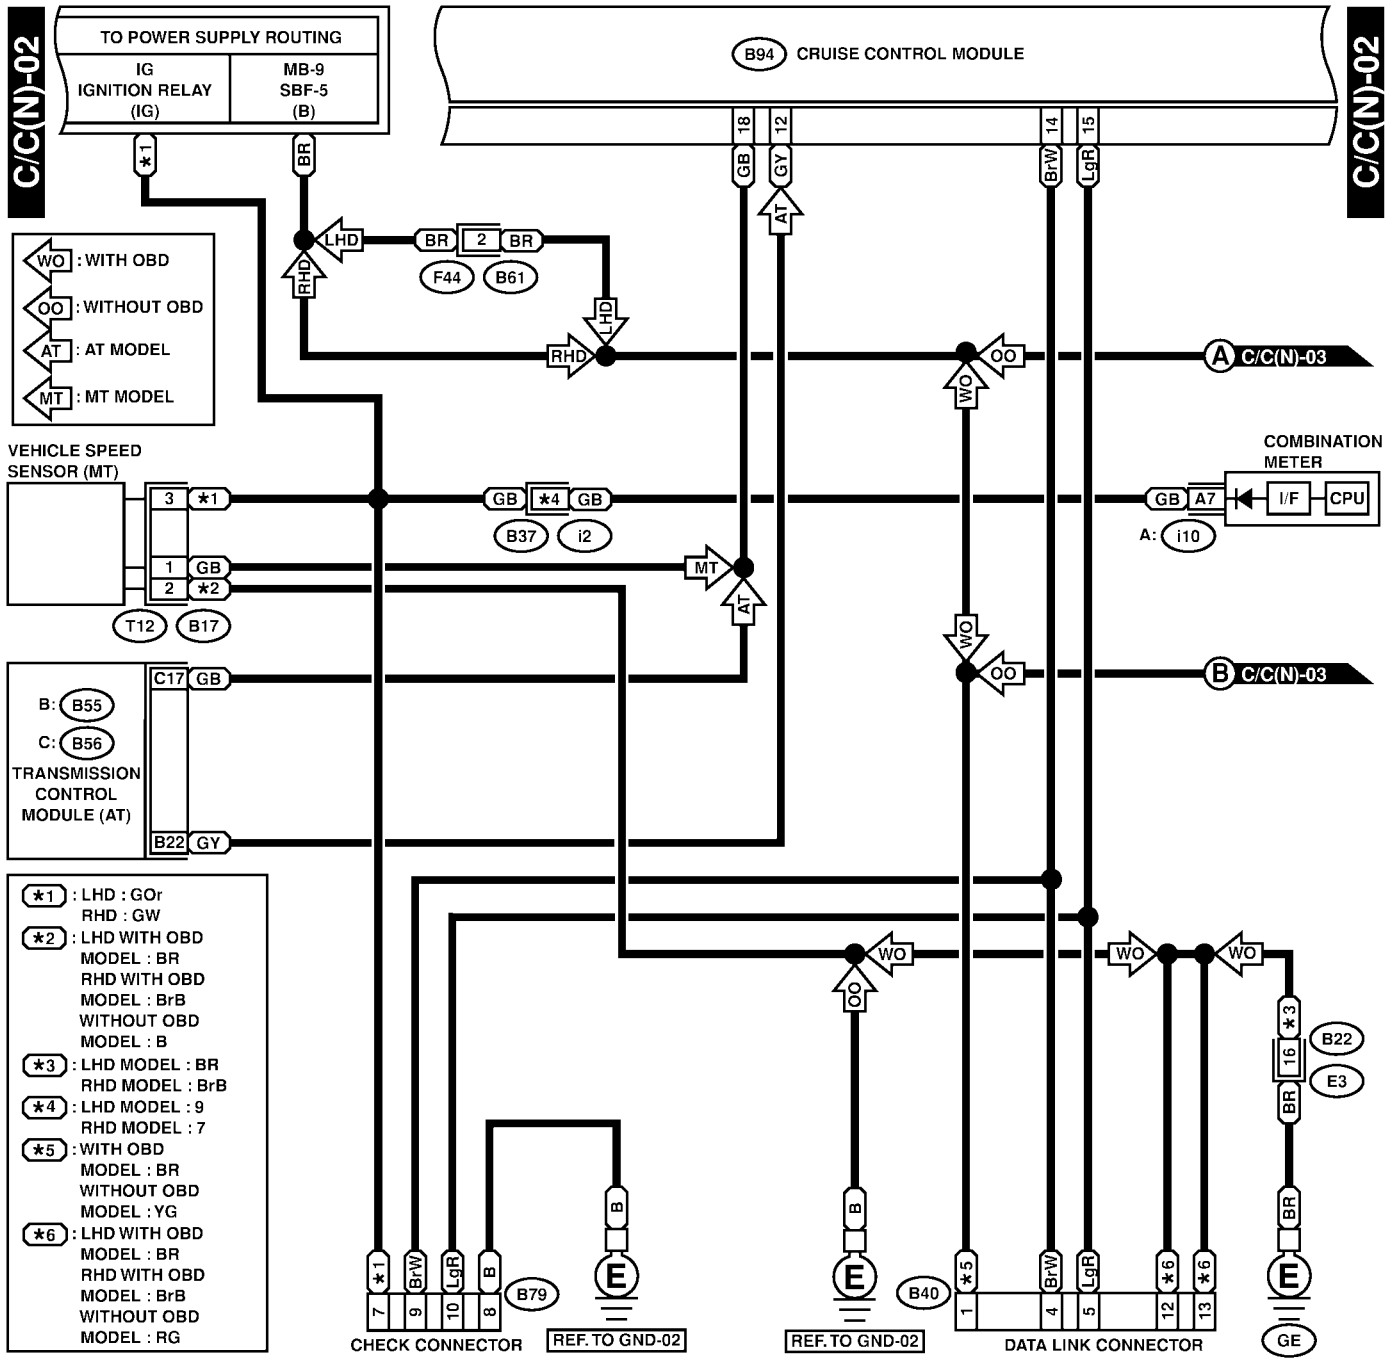 C/C(N)-02
TO POWER SUPPLY ROUTING
IG
IGNITION RELAY
(IG)
MB-9
SBF-5
(B)
B94 CRUISE CONTROL MODULE
C/C(N)-02
18
12
14
15
*1
BR
GB
GY
BrW
LgR
AT
LHD
BR
2
BR
F44
B61
RHD
LHD
RHD
WO : WITH OBD
OO : WITHOUT OBD
AT : AT MODEL
MT : MT MODEL
OO
A C/C(N)-03
WO
VEHICLE SPEED
SENSOR (MT)
3 *1
1 GB
2 *2
T12
B17
GB *4 GB
B37
i2
COMBINATION
METER
GB A7 I/F CPU
A: i10
MT
AT
WO
OO
B C/C(N)-03
C17 GB
B: B55
C: B56
TRANSMISSION
CONTROL
MODULE (AT)
B22 GY
*1 : LHD : GOr
RHD : GW
*2 : LHD WITH OBD
MODEL : BR
RHD WITH OBD
MODEL : BrB
WITHOUT OBD
MODEL : B
*3 : LHD MODEL : BR
RHD MODEL : BrB
*4 : LHD MODEL : 9
RHD MODEL : 7
*5 : WITH OBD
MODEL : BR
WITHOUT OBD
MODEL : YG
*6 : LHD WITH OBD
MODEL : BR
RHD WITH OBD
MODEL : BrB
WITHOUT OBD
MODEL : RG
WO
WO
WO
OO
*3
16
B22
E3
BR
B
B
BR
*1
BrW
LgR
B
7
9
10
8
B79
CHECK CONNECTOR
E
REF. TO GND-02
E
REF. TO GND-02
B40
*5
BrW
LgR
*6
*6
1
4
5
12
13
DATA LINK CONNECTOR
E
GE